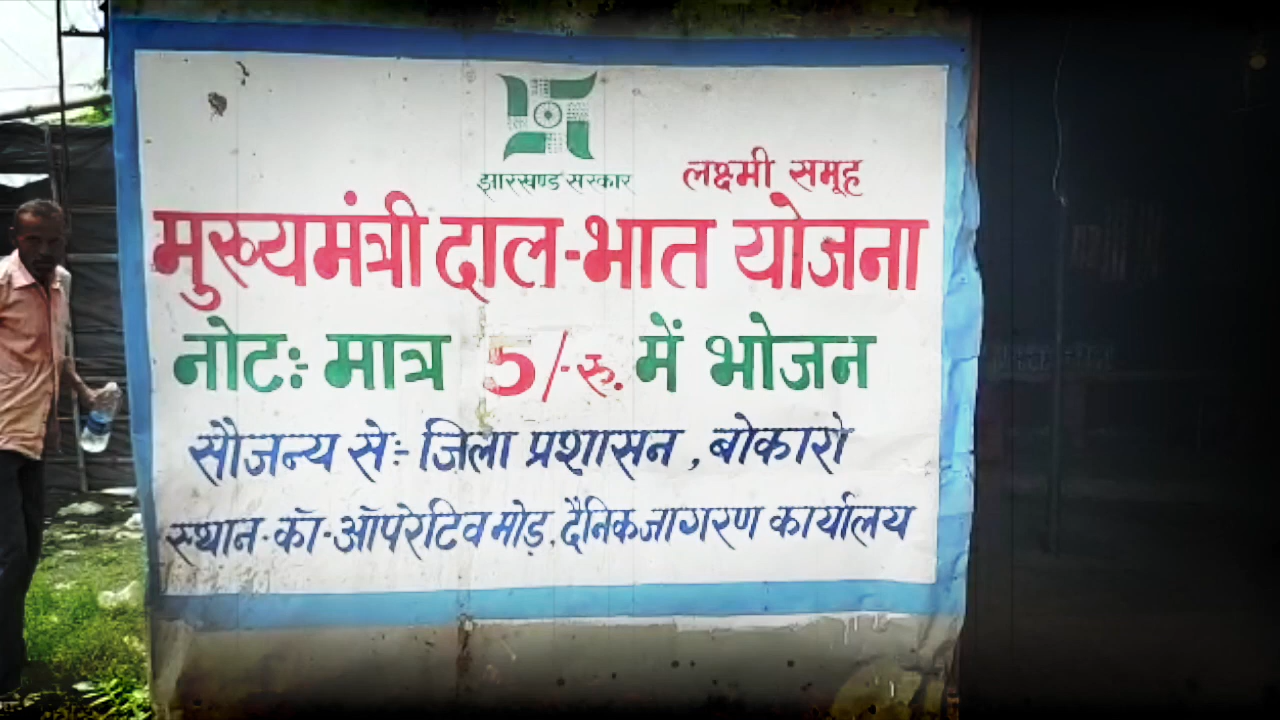 झारखण्ड सरकार
लक्ष्मी समूह
मुख्यमंत्री दाल-भात योजना
नोटः- मात्र 5/-रु. में भोजन
सौजन्य सेः- जिला प्रशासन, बोकारो
स्थान-कॉ-ऑपरेटिव मोड़, दैनिक जागरण कार्यालय